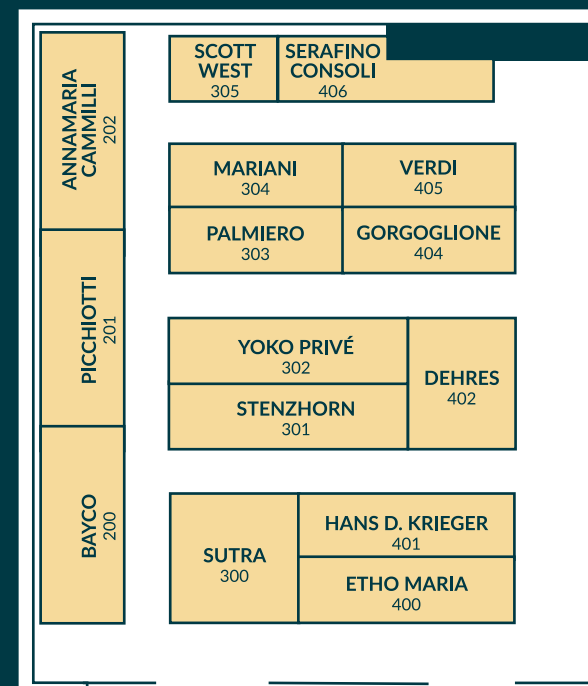 ANNAMARIA
CAMMILLI
202
PICCHIOTTI
201
BAYCO
200
SCOTT
WEST
305
SERAFINO
CONSOLI
406
MARIANI
304
VERDI
405
PALMIERO
303
GORGOGLIONE
404
YOKO PRIVÉ
302
STENZHORN
301
DEHRES
402
SUTRA
300
HANS D. KRIEGER
401
ETHO MARIA
400